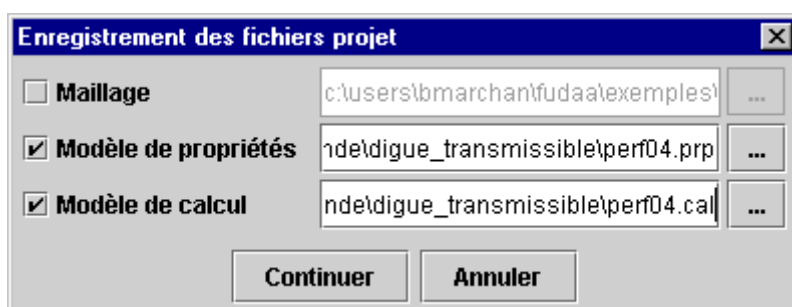 Enregistrement des fichiers projet
Maillage c:\users\bmarchan\fudaa\exemples\ ...
Modèle de propriétés nde\digue_transmissible\perf04.prp ...
Modèle de calcul nde\digue_transmissible\perf04.cal ...
Continuer Annuler